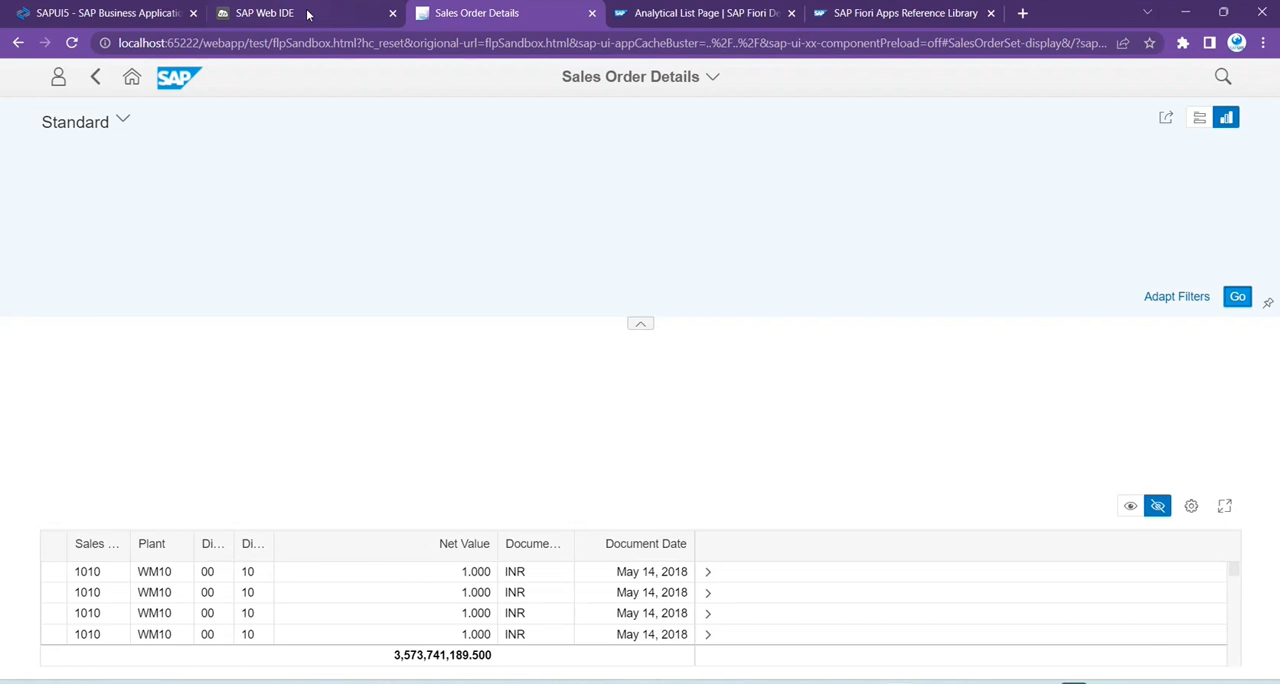 SAPUI5 - SAP Business Applicatio
SAP Web IDE
Sales Order Details
Analytical List Page | SAP Fiori De
SAP Fiori Apps Reference Library
localhost:65222/webapp/test/flpSandbox.html?hc_reset&origional-url=flpSandbox.html&sap-ui-appCacheBuster=..%2F..%2F&sap-ui-xx-componentPreload=off#SalesOrderSet-display&/?sap...
SAP
Sales Order Details
Standard
Adapt Filters Go
Sales ... Plant Di... Di... Net Value Docume... Document Date
1010 WM10 00 10 1.000 INR May 14, 2018
1010 WM10 00 10 1.000 INR May 14, 2018
1010 WM10 00 10 1.000 INR May 14, 2018
1010 WM10 00 10 1.000 INR May 14, 2018
3,573,741,189.500